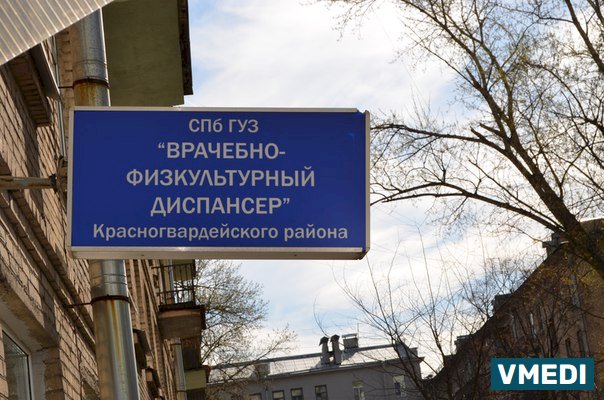 СПб ГУЗ
"ВРАЧЕБНО-
ФИЗКУЛЬТУРНЫЙ
ДИСПАНСЕР"
Красногвардейского района
VMEDI